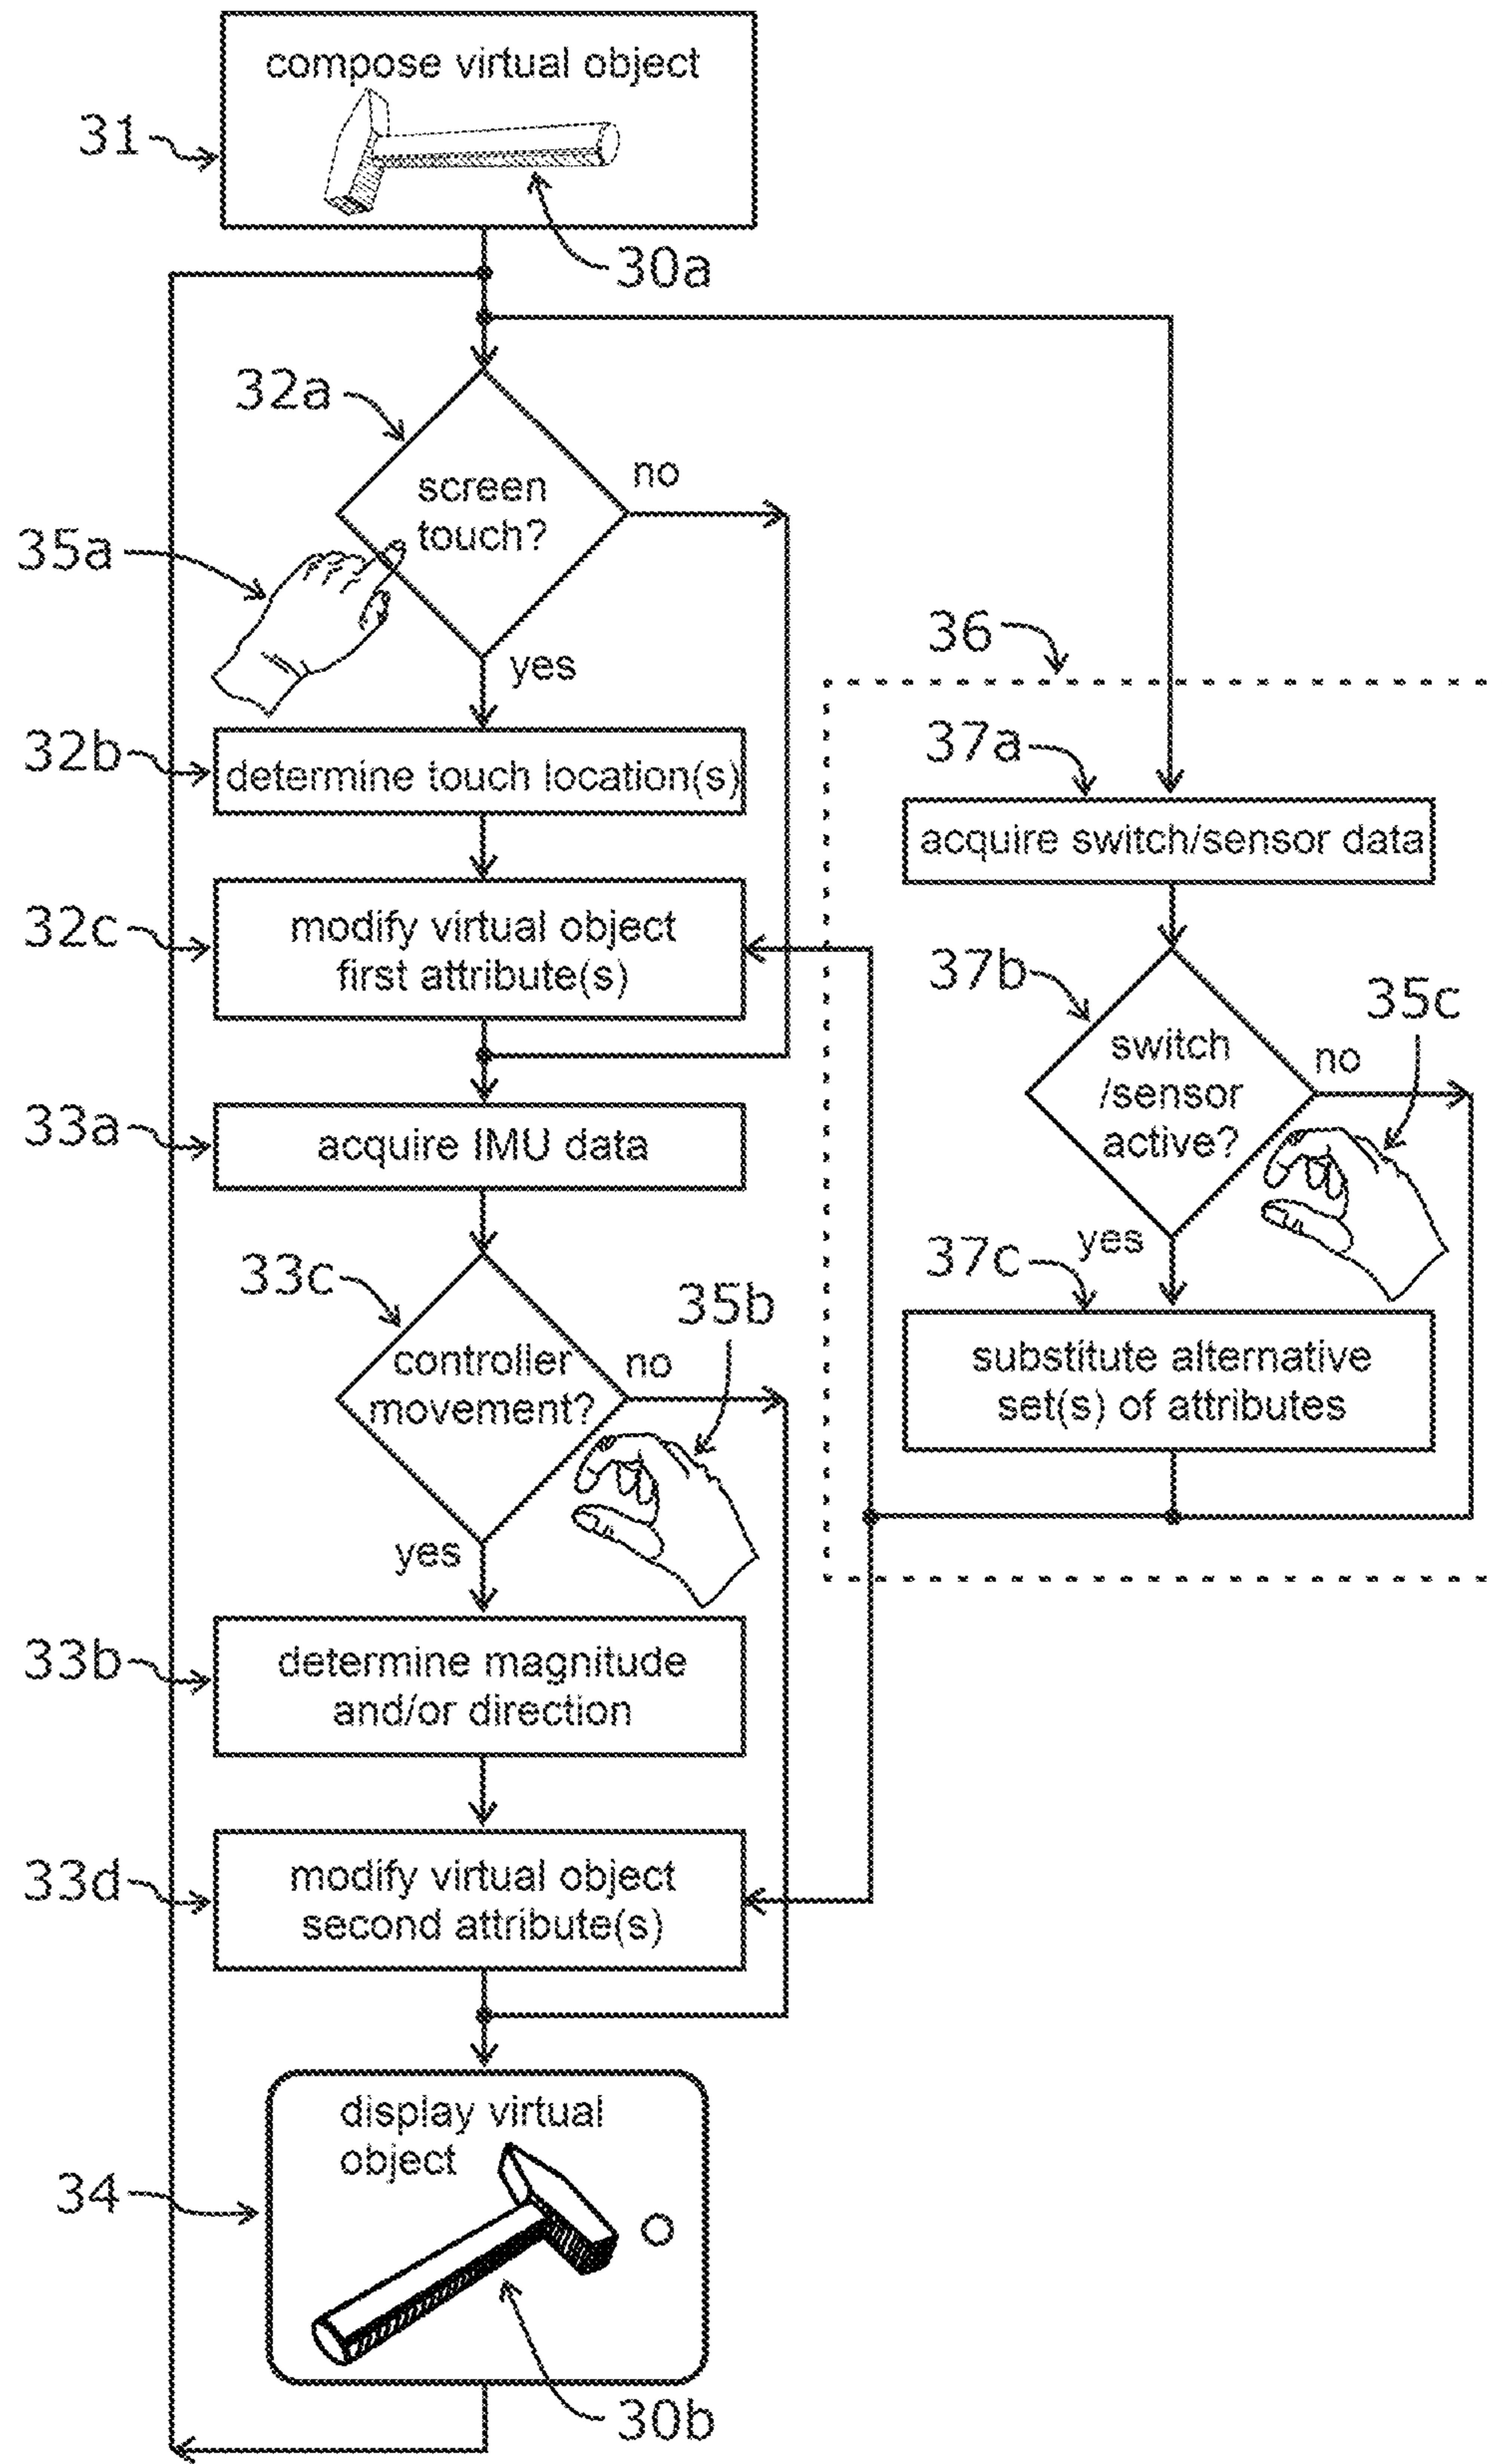 compose virtual object
31
30a
32a
screen
touch?
no
35a
yes
36
32b
determine touch location(s)
37a
acquire switch/sensor data
32c
modify virtual object
first attribute(s)
37b
switch
/sensor
active?
no
35c
33a
acquire IMU data
yes
37c
substitute alternative
set(s) of attributes
33c
controller
movement?
no
35b
yes
33b
determine magnitude
and/or direction
33d
modify virtual object
second attribute(s)
display virtual
object
34
30b